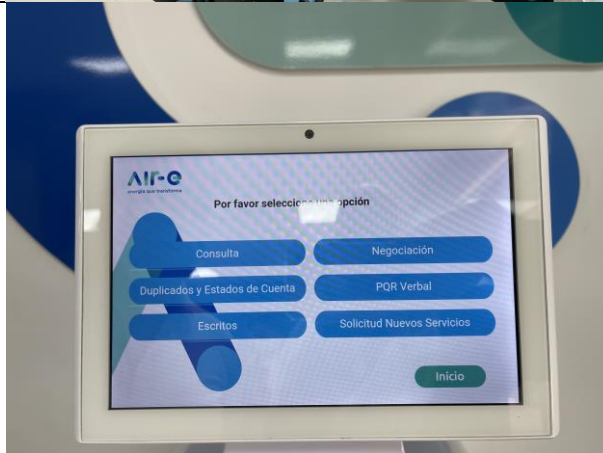 AIr-e
energía que transforma
Por favor seleccione una opción
Consulta
Negociación
Duplicados y Estados de Cuenta
PQR Verbal
Escritos
Solicitud Nuevos Servicios
Inicio